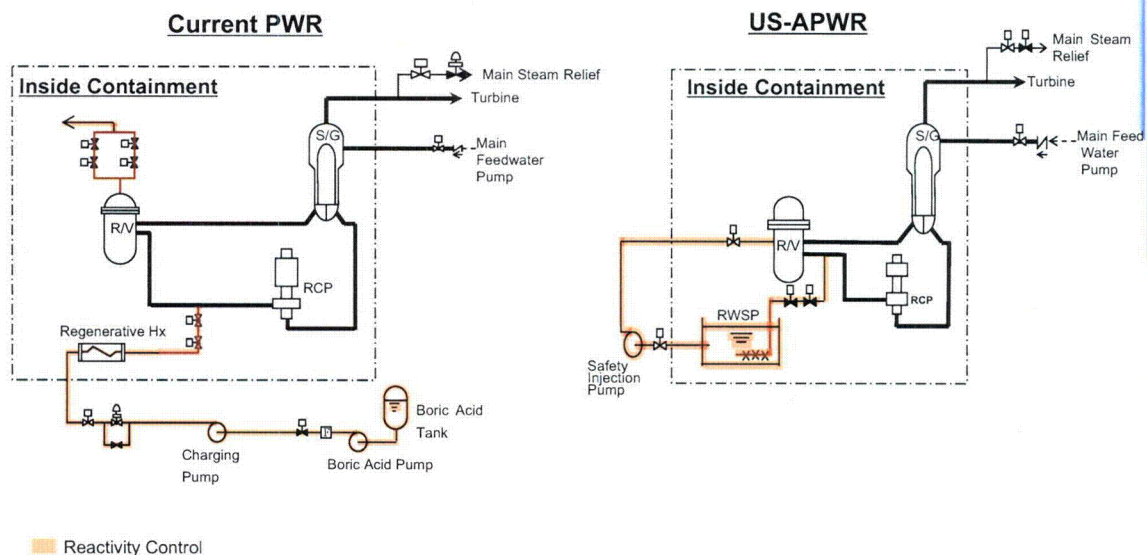 Current PWR
Inside Containment
Main Steam Relief
Turbine
S/G
Main
Feedwater
Pump
R/V
RCP
Regenerative Hx
Boric Acid
Tank
Charging
Pump
Boric Acid Pump
F
US-APWR
Inside Containment
Main Steam
Relief
Turbine
S/G
Main Feed
Water
Pump
R/V
RCP
RWSP
Safety
Injection
Pump
Reactivity Control